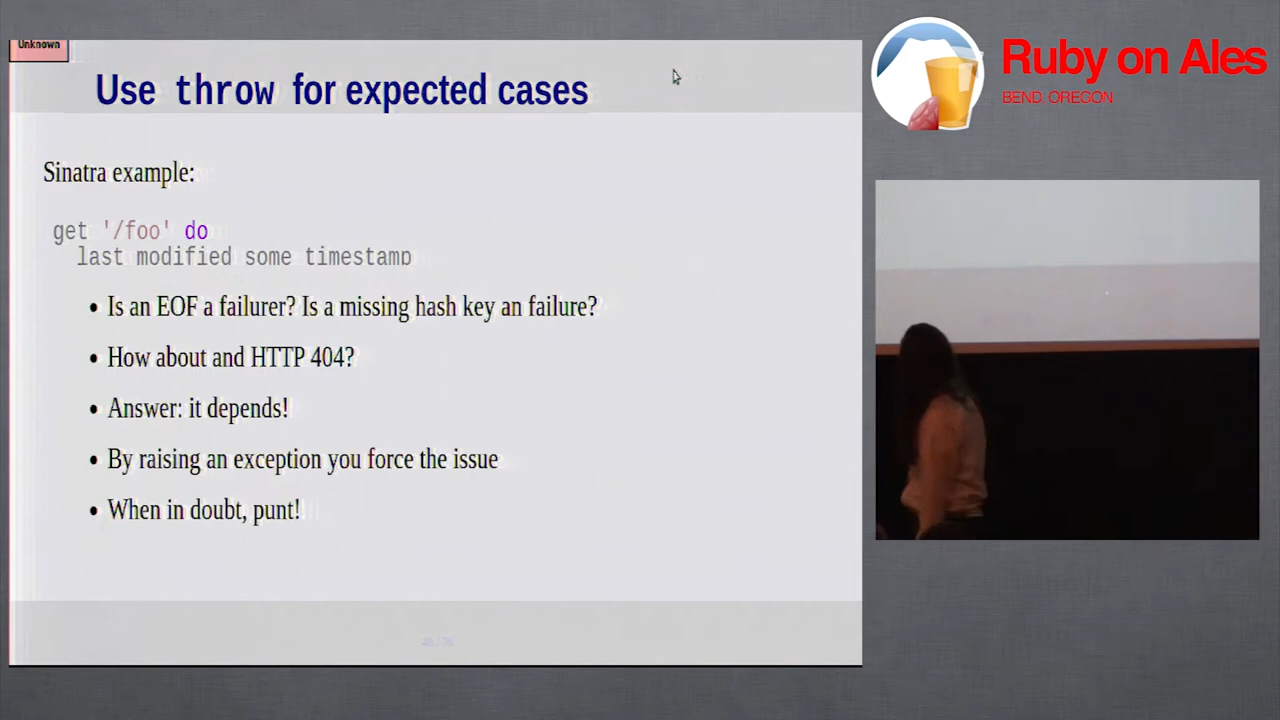 Unknown
Use throw for expected cases
Ruby on Ales
BEND, OREGON
Sinatra example:
get '/foo' do
last modified some timestamp
• Is an EOF a failurer? Is a missing hash key an failure?
• How about and HTTP 404?
• Answer: it depends!
• By raising an exception you force the issue
• When in doubt, punt!